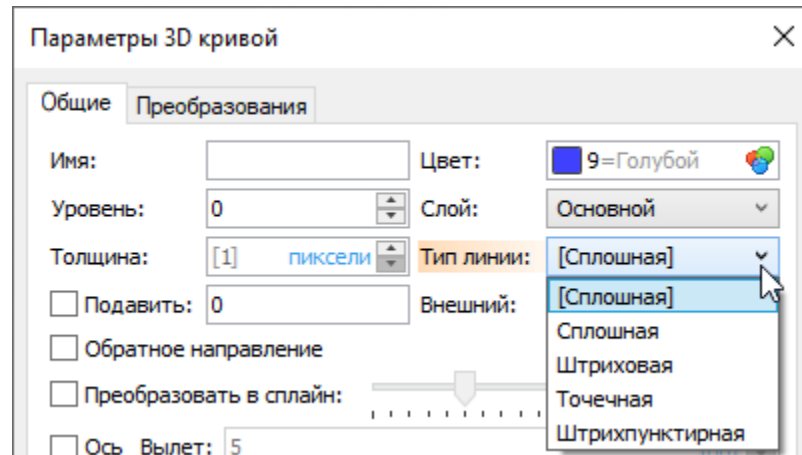 Параметры 3D кривой
Общие Преобразования
Имя: Цвет: 9=Голубой
Уровень: 0 Слой: Основной
Толщина: [1] пиксели Тип линии: [Сплошная]
Подавить: 0 Внешний: [Сплошная]
Обратное направление Сплошная
Штриховая
Преобразовать в сплайн: Точечная
Ось Вылет: 5 Штрихпунктирная